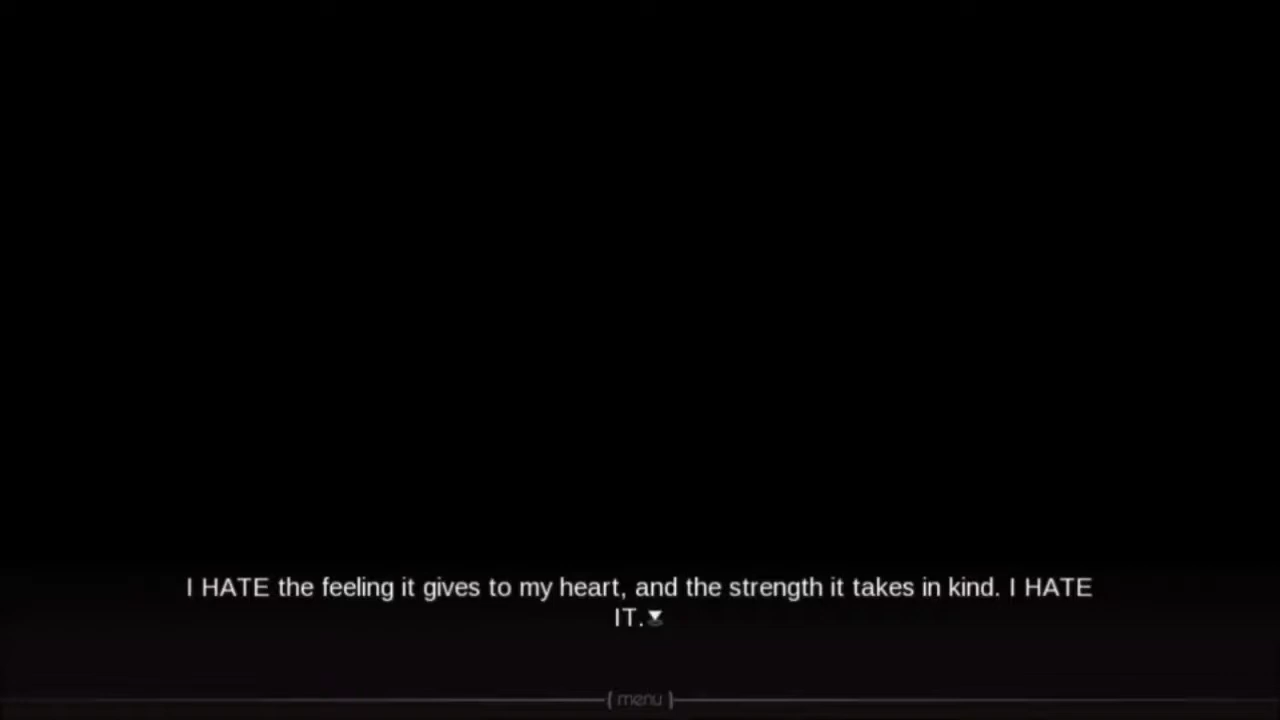 I HATE the feeling it gives to my heart, and the strength it takes in kind. I HATE
IT.
{ menu }